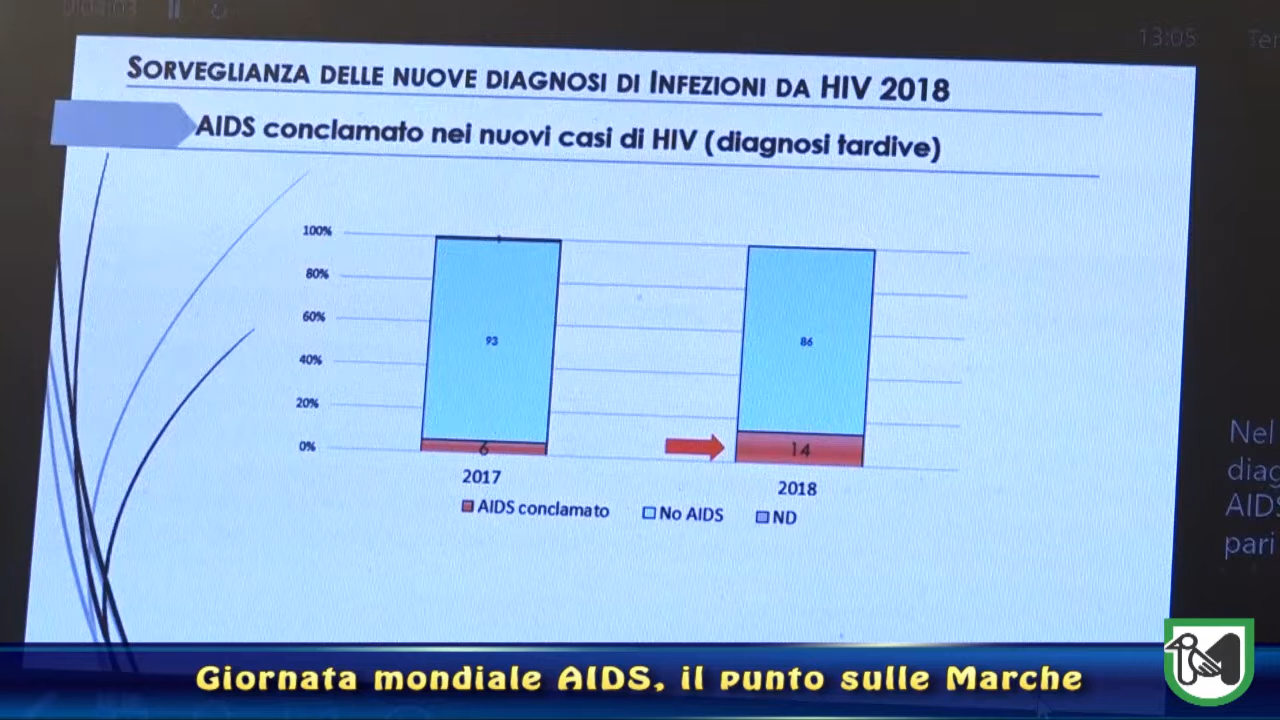 13:05
SORVEGLIANZA DELLE NUOVE DIAGNOSI DI INFEZIONI DA HIV 2018
AIDS conclamato nei nuovi casi di HIV (diagnosi tardive)
100%
80%
60%
40%
20%
0%
1
93
6
86
14
2017
2018
AIDS conclamato
No AIDS
ND
Nel
pari
Giornata mondiale AIDS, il punto sulle Marche